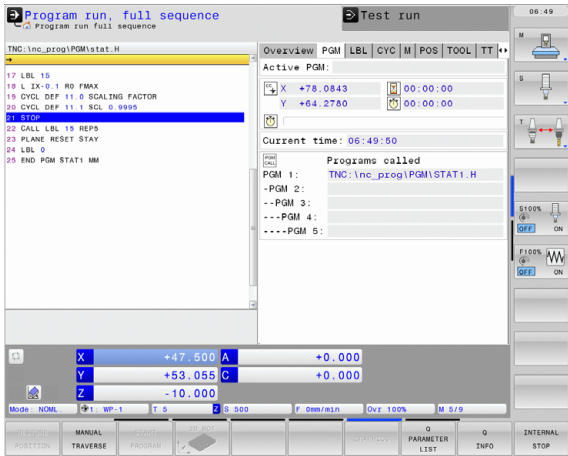 Program run, full sequence
Program run full sequence
Test run
06:49
TNC:\nc_prog\PGM\stat.H
17 LBL 15
18 L IX-0.1 R0 FMAX
19 CYCL DEF 11.0 SCALING FACTOR
20 CYCL DEF 11.1 SCL 0.9995
21 STOP
22 CALL LBL 15 REP5
23 PLANE RESET STAY
24 LBL 0
25 END PGM STAT1 MM
Overview PGM LBL CYC M POS TOOL TT
Active PGM:
X +78.0843 00:00:00
Y +64.2780 00:00:00
Current time: 06:49:50
PGM CALL
Programs called
PGM 1: TNC:\nc_prog\PGM\STAT1.H
-PGM 2:
--PGM 3:
---PGM 4:
----PGM 5:
M
S
T
S100%
OFF ON
F100%
OFF ON
X +47.500 A +0.000
Y +53.055 C +0.000
Z -10.000
Mode: NOML. 1: WP-1 T 5 Z S 500 F 0mm/min Ovr 100% M 5/9
POSITION
MANUAL TRAVERSE
START PROGRAM
3D ROT
Q PARAMETER LIST
Q INFO
INTERNAL STOP